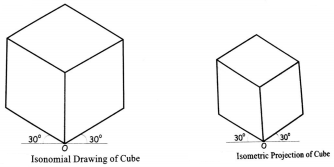 30° O 30°
Isonomial Drawing of Cube
30° O 30°
Isometric Projection of Cube